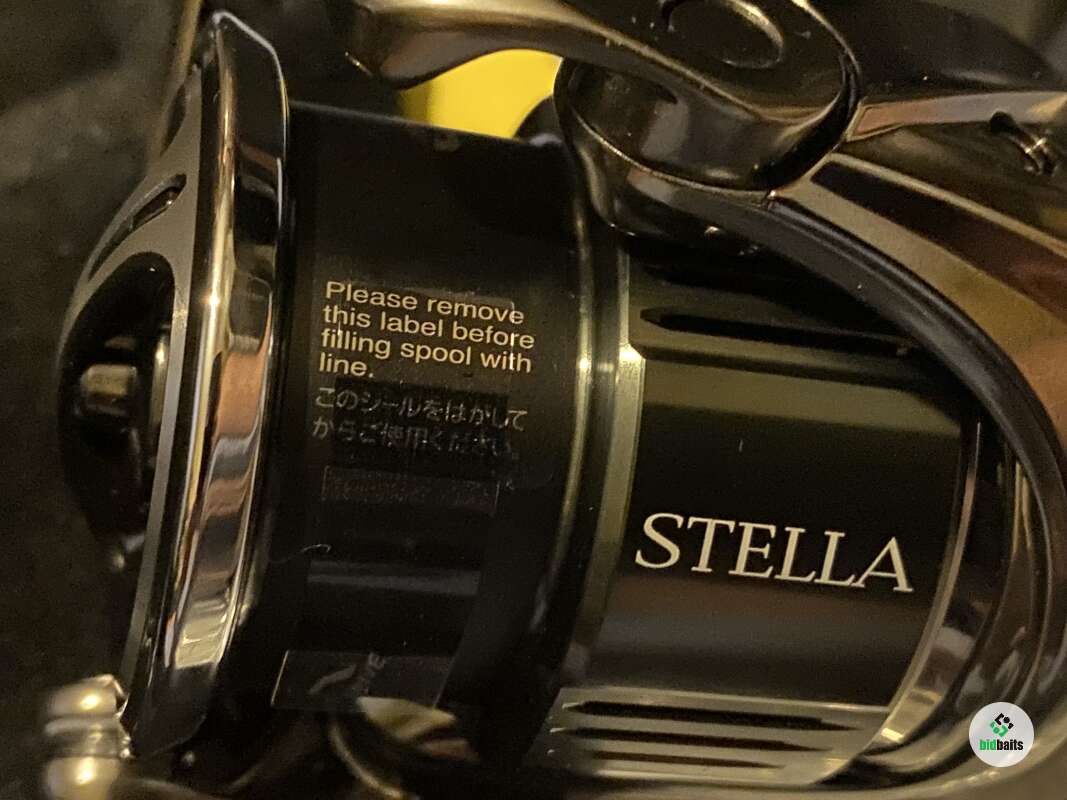 Please remove
this label before
filling spool with
line.
このシールをはがして
からご使用ください。
STELLA
bidbaits